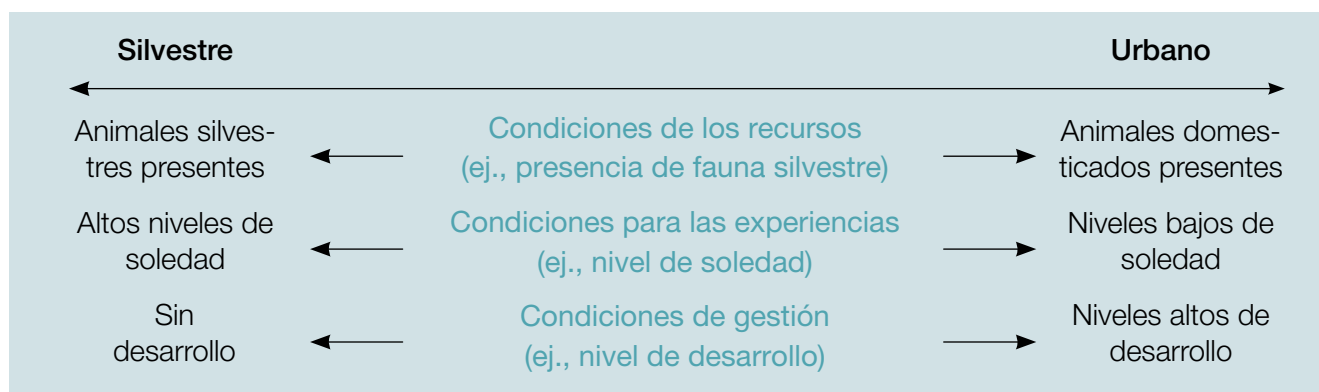 Silvestre
Urbano
Animales silves-
tres presentes
Condiciones de los recursos
(ej., presencia de fauna silvestre)
Animales domes-
ticados presentes
Altos niveles de
soledad
Condiciones para las experiencias
(ej., nivel de soledad)
Niveles bajos de
soledad
Sin
desarrollo
Condiciones de gestión
(ej., nivel de desarrollo)
Niveles altos de
desarrollo